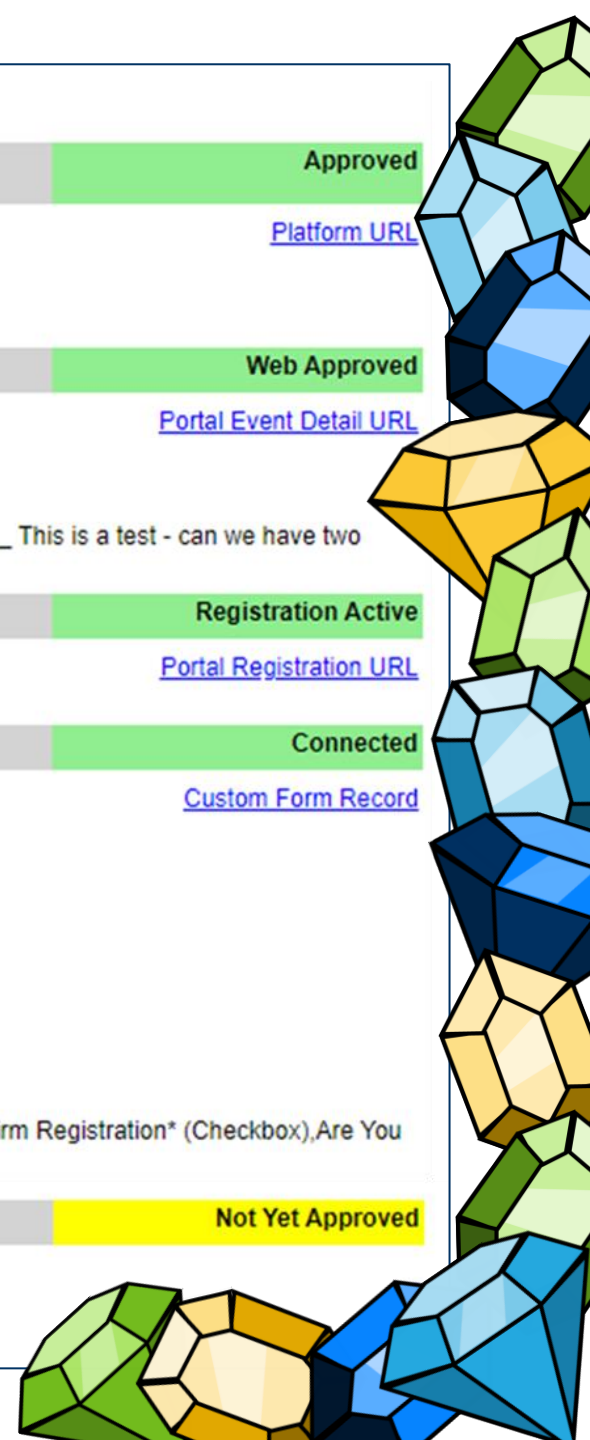 Approved
Platform URL
Web Approved
Portal Event Detail URL
_ This is a test - can we have two
Registration Active
Portal Registration URL
Connected
Custom Form Record
rm Registration* (Checkbox),Are You
Not Yet Approved